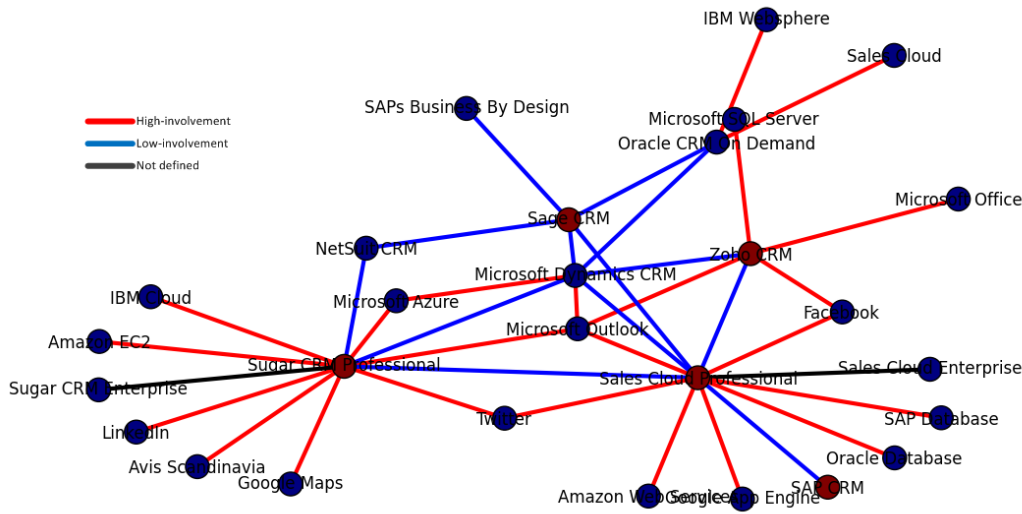 IBM Websphere
Sales Cloud
SAPs Business By Design
Microsoft SQL Server
High-involvement
Oracle CRM On Demand
Low-involvement
Not defined
Microsoft Office
Sage CRM
NetSuit CRM
Zoho CRM
Microsoft Dynamics CRM
IBM Cloud
Microsoft Azure
Facebook
Microsoft Outlook
Amazon EC2
Sugar CRM Professional
Sales Cloud Enterprise
Sales Cloud Professional
Sugar CRM Enterprise
Twitter
SAP Database
LinkedIn
Oracle Database
Avis Scandinavia
Google Maps
SAP CRM
Amazon Web Services
Google App Engine